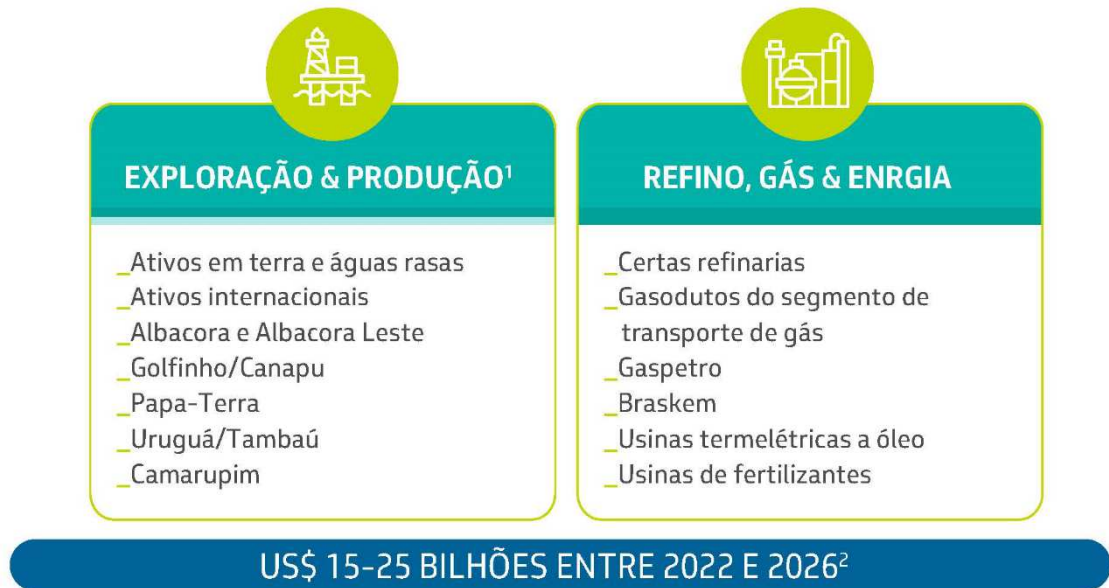 EXPLORAÇÃO & PRODUÇÃO¹
_Ativos em terra e águas rasas
_Ativos internacionais
_Albacora e Albacora Leste
_Golfinho/Canapu
_Papa-Terra
_Uruguá/Tambaú
_Camarupim
REFINO, GÁS & ENRGIA
_Certas refinarias
_Gasodutos do segmento de
transporte de gás
_Gaspetro
_Braskem
_Usinas termelétricas a óleo
_Usinas de fertilizantes
US$ 15-25 BILHÕES ENTRE 2022 E 2026²